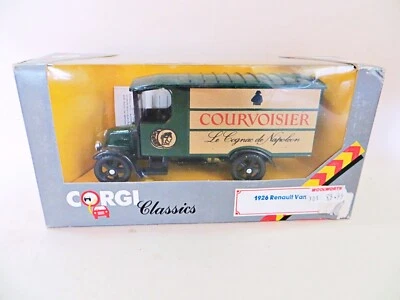 COURVOISIER
Le Cognac de Napoléon
CORGI
Classics
WOOLWORTH
1926 Renault Van